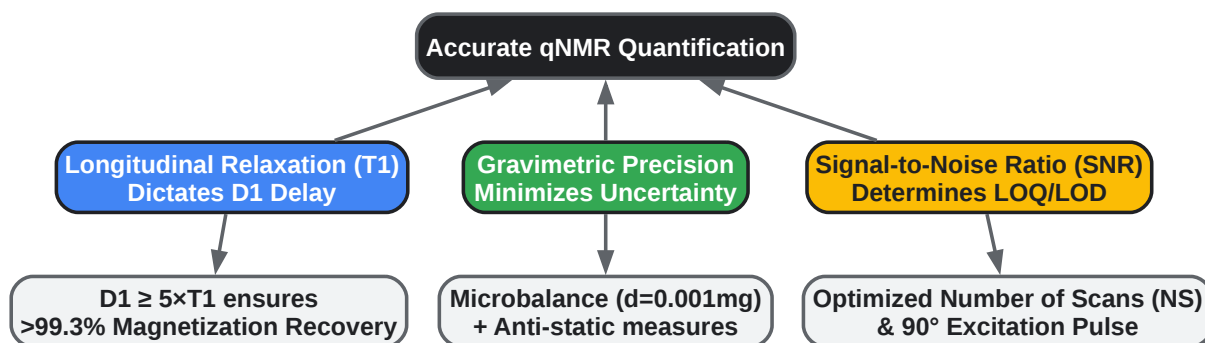 Accurate qNMR Quantification
Longitudinal Relaxation (T1)
Dictates D1 Delay
Gravimetric Precision
Minimizes Uncertainty
Signal-to-Noise Ratio (SNR)
Determines LOQ/LOD
D1 ≥ 5×T1 ensures
>99.3% Magnetization Recovery
Microbalance (d=0.001mg)
+ Anti-static measures
Optimized Number of Scans (NS)
& 90° Excitation Pulse